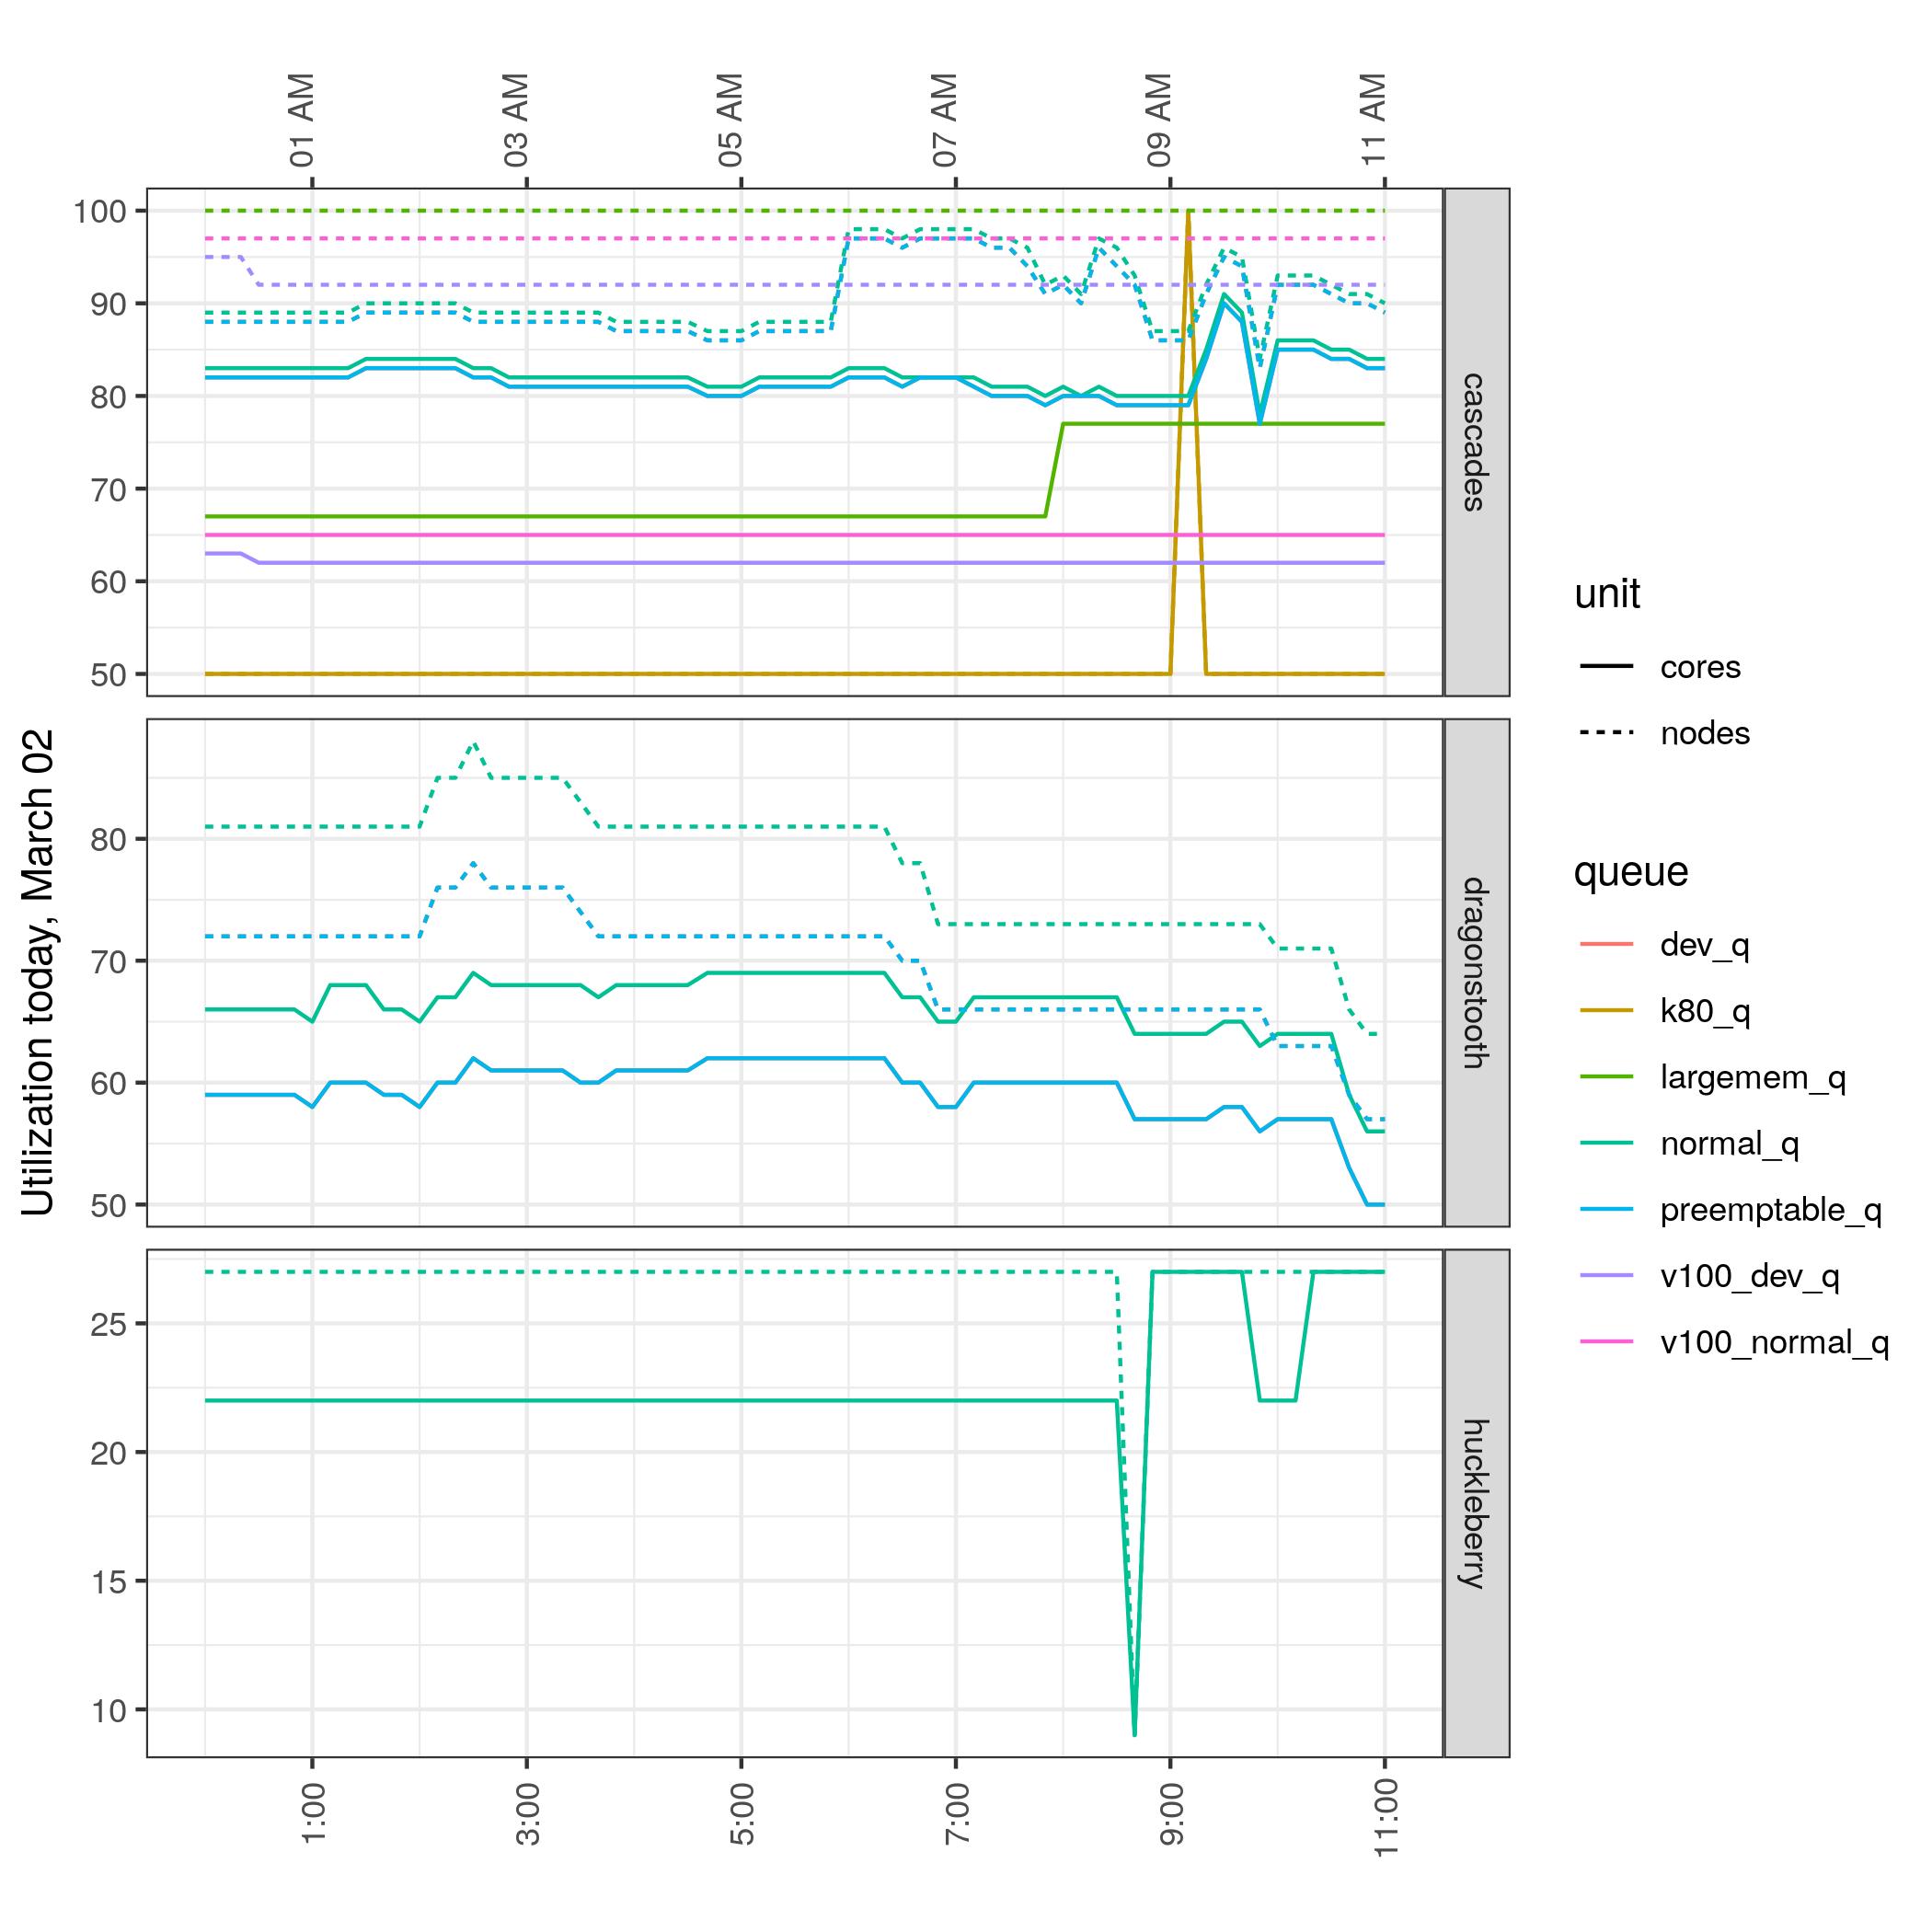 01 AM
03 AM
05 AM
07 AM
09 AM
11 AM
Utilization today, March 02
100
90
80
70
60
50
cascades
80
70
60
50
dragonstooth
25
20
15
10
huckleberry
1:00
3:00
5:00
7:00
9:00
11:00
unit
cores
nodes
queue
dev_q
k80_q
largemem_q
normal_q
preemptable_q
v100_dev_q
v100_normal_q